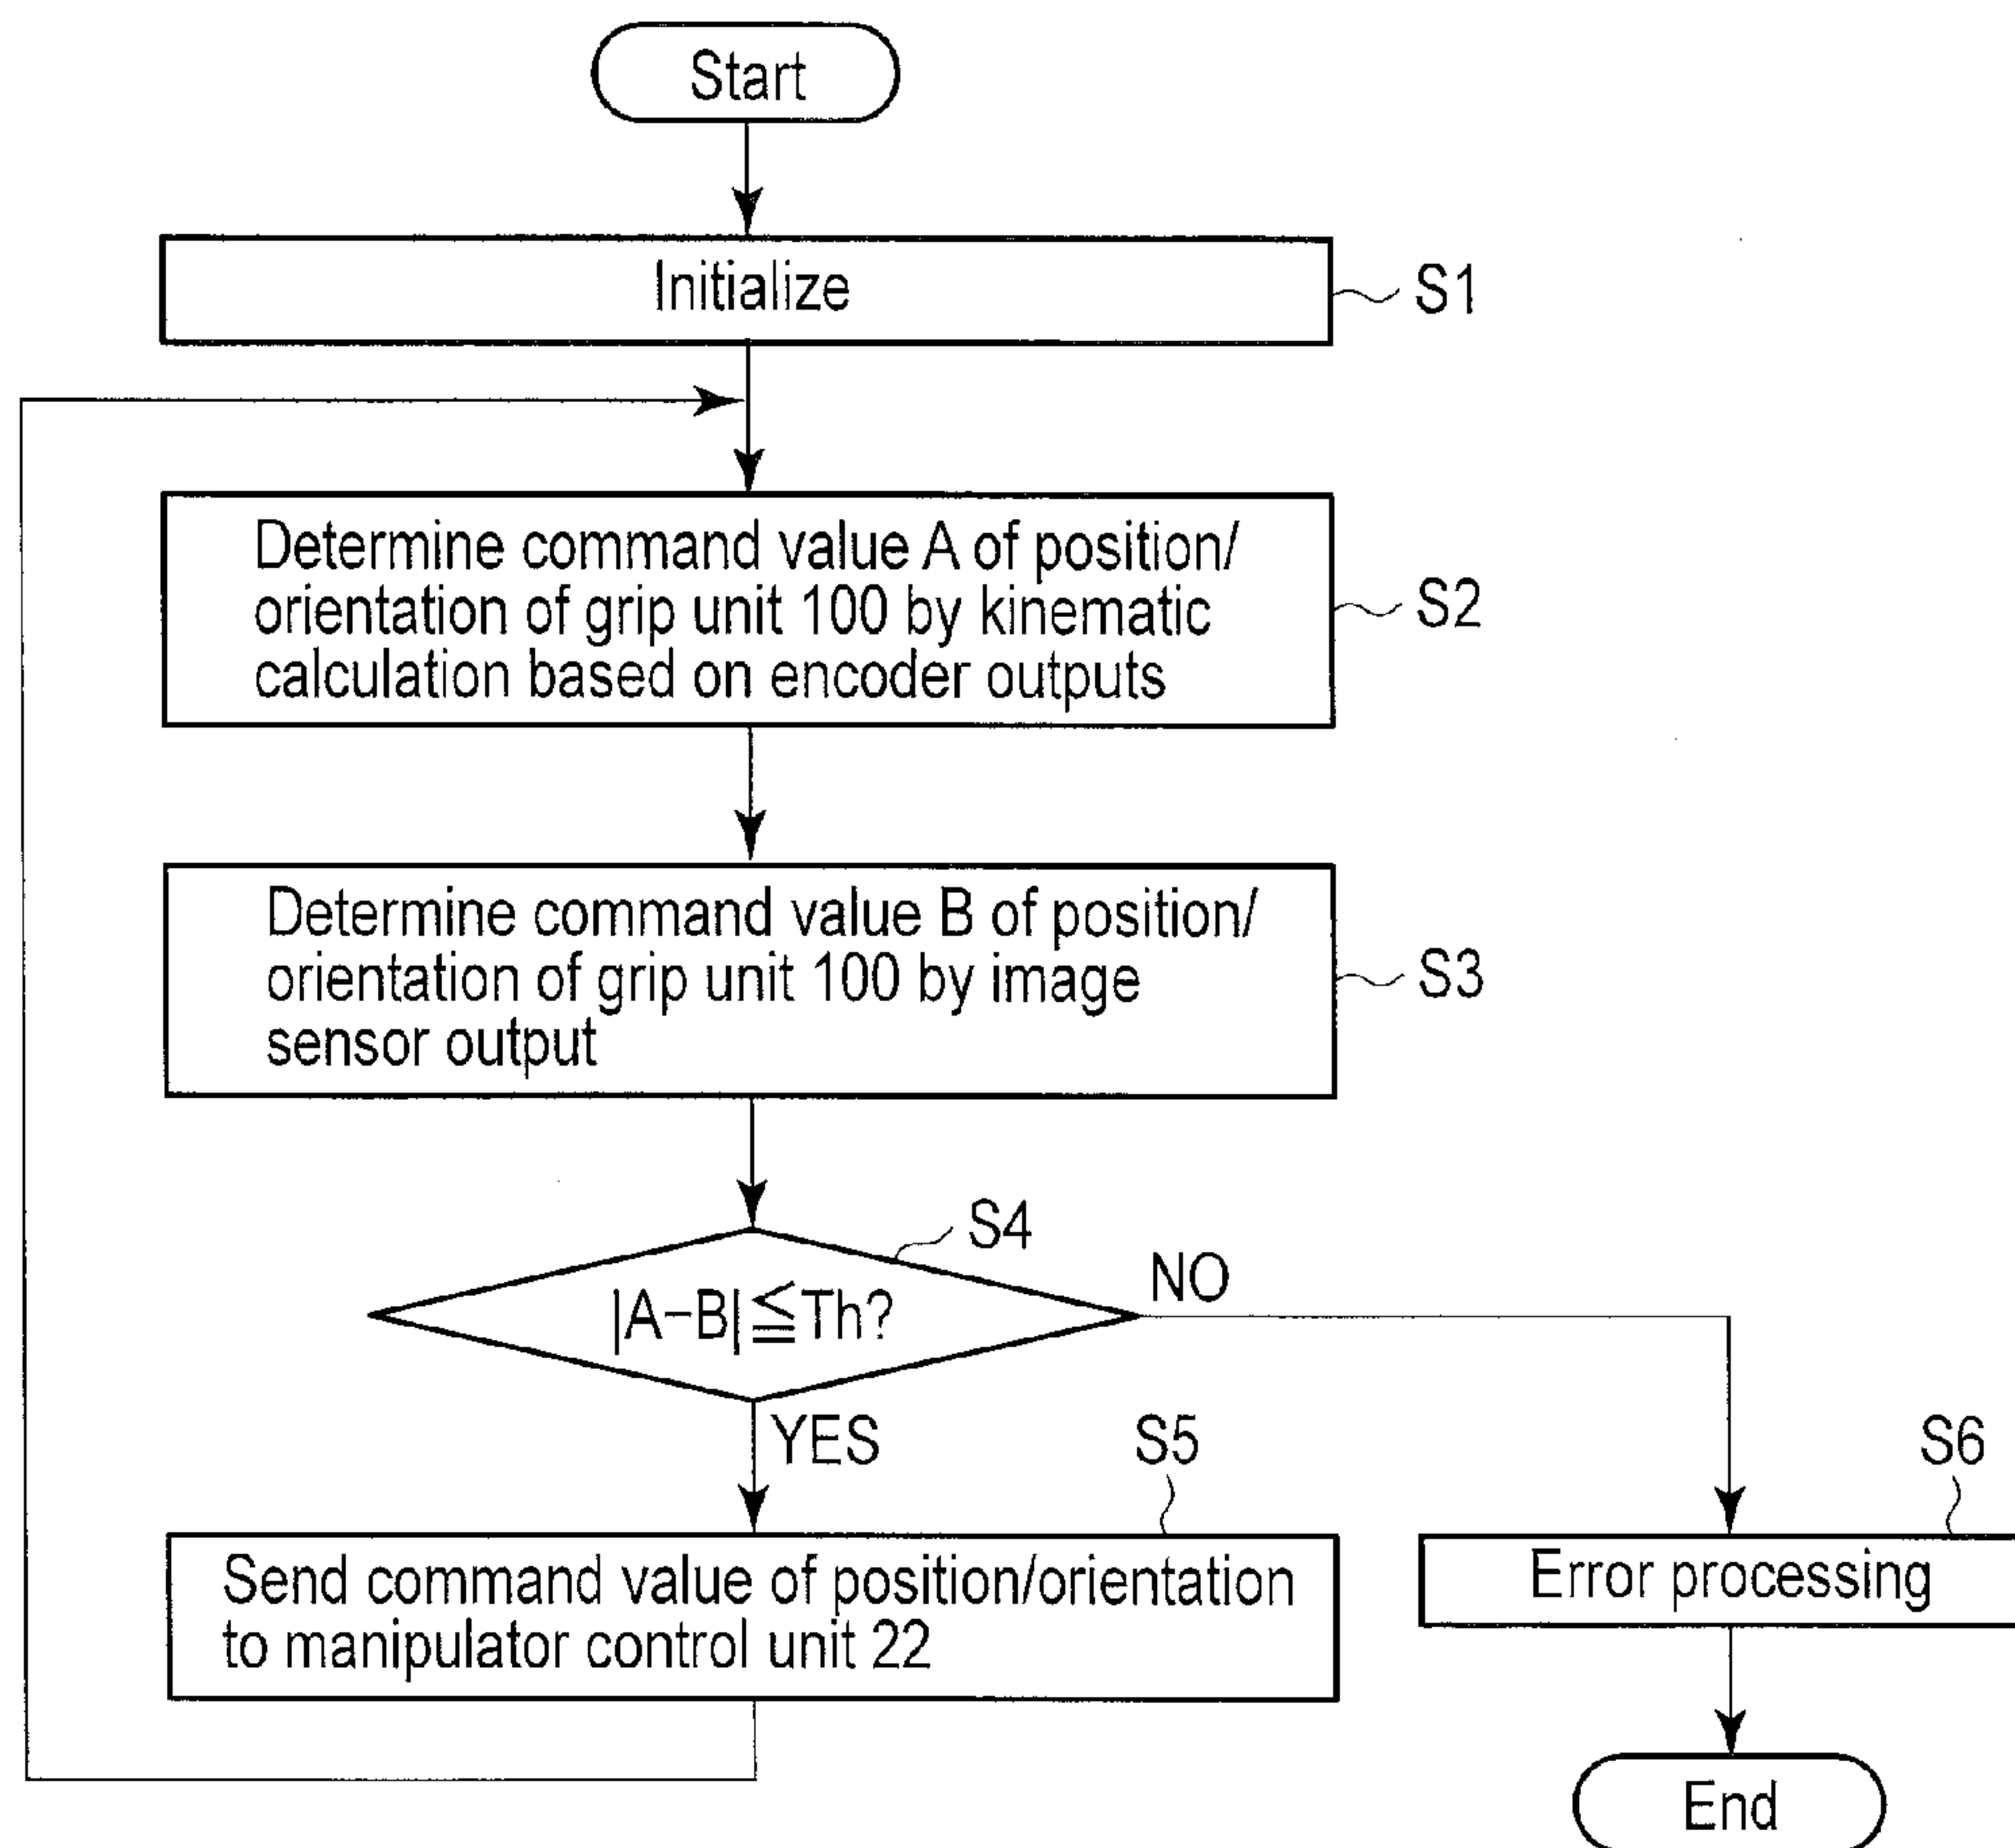 Start
Initialize
S1
Determine command value A of position/
orientation of grip unit 100 by kinematic
calculation based on encoder outputs
S2
Determine command value B of position/
orientation of grip unit 100 by image
sensor output
S3
S4
|A−B|≦Th?
NO
YES
S5
Send command value of position/orientation
to manipulator control unit 22
S6
Error processing
End